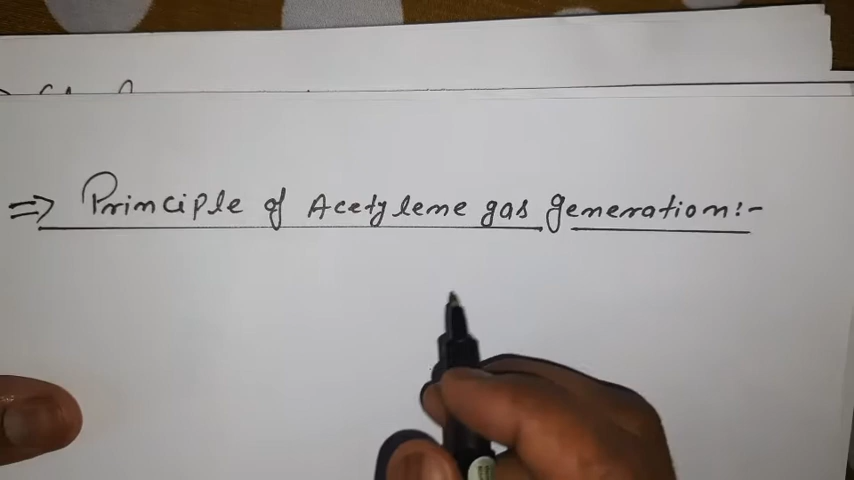 => Principle of Acetylene gas generation:-